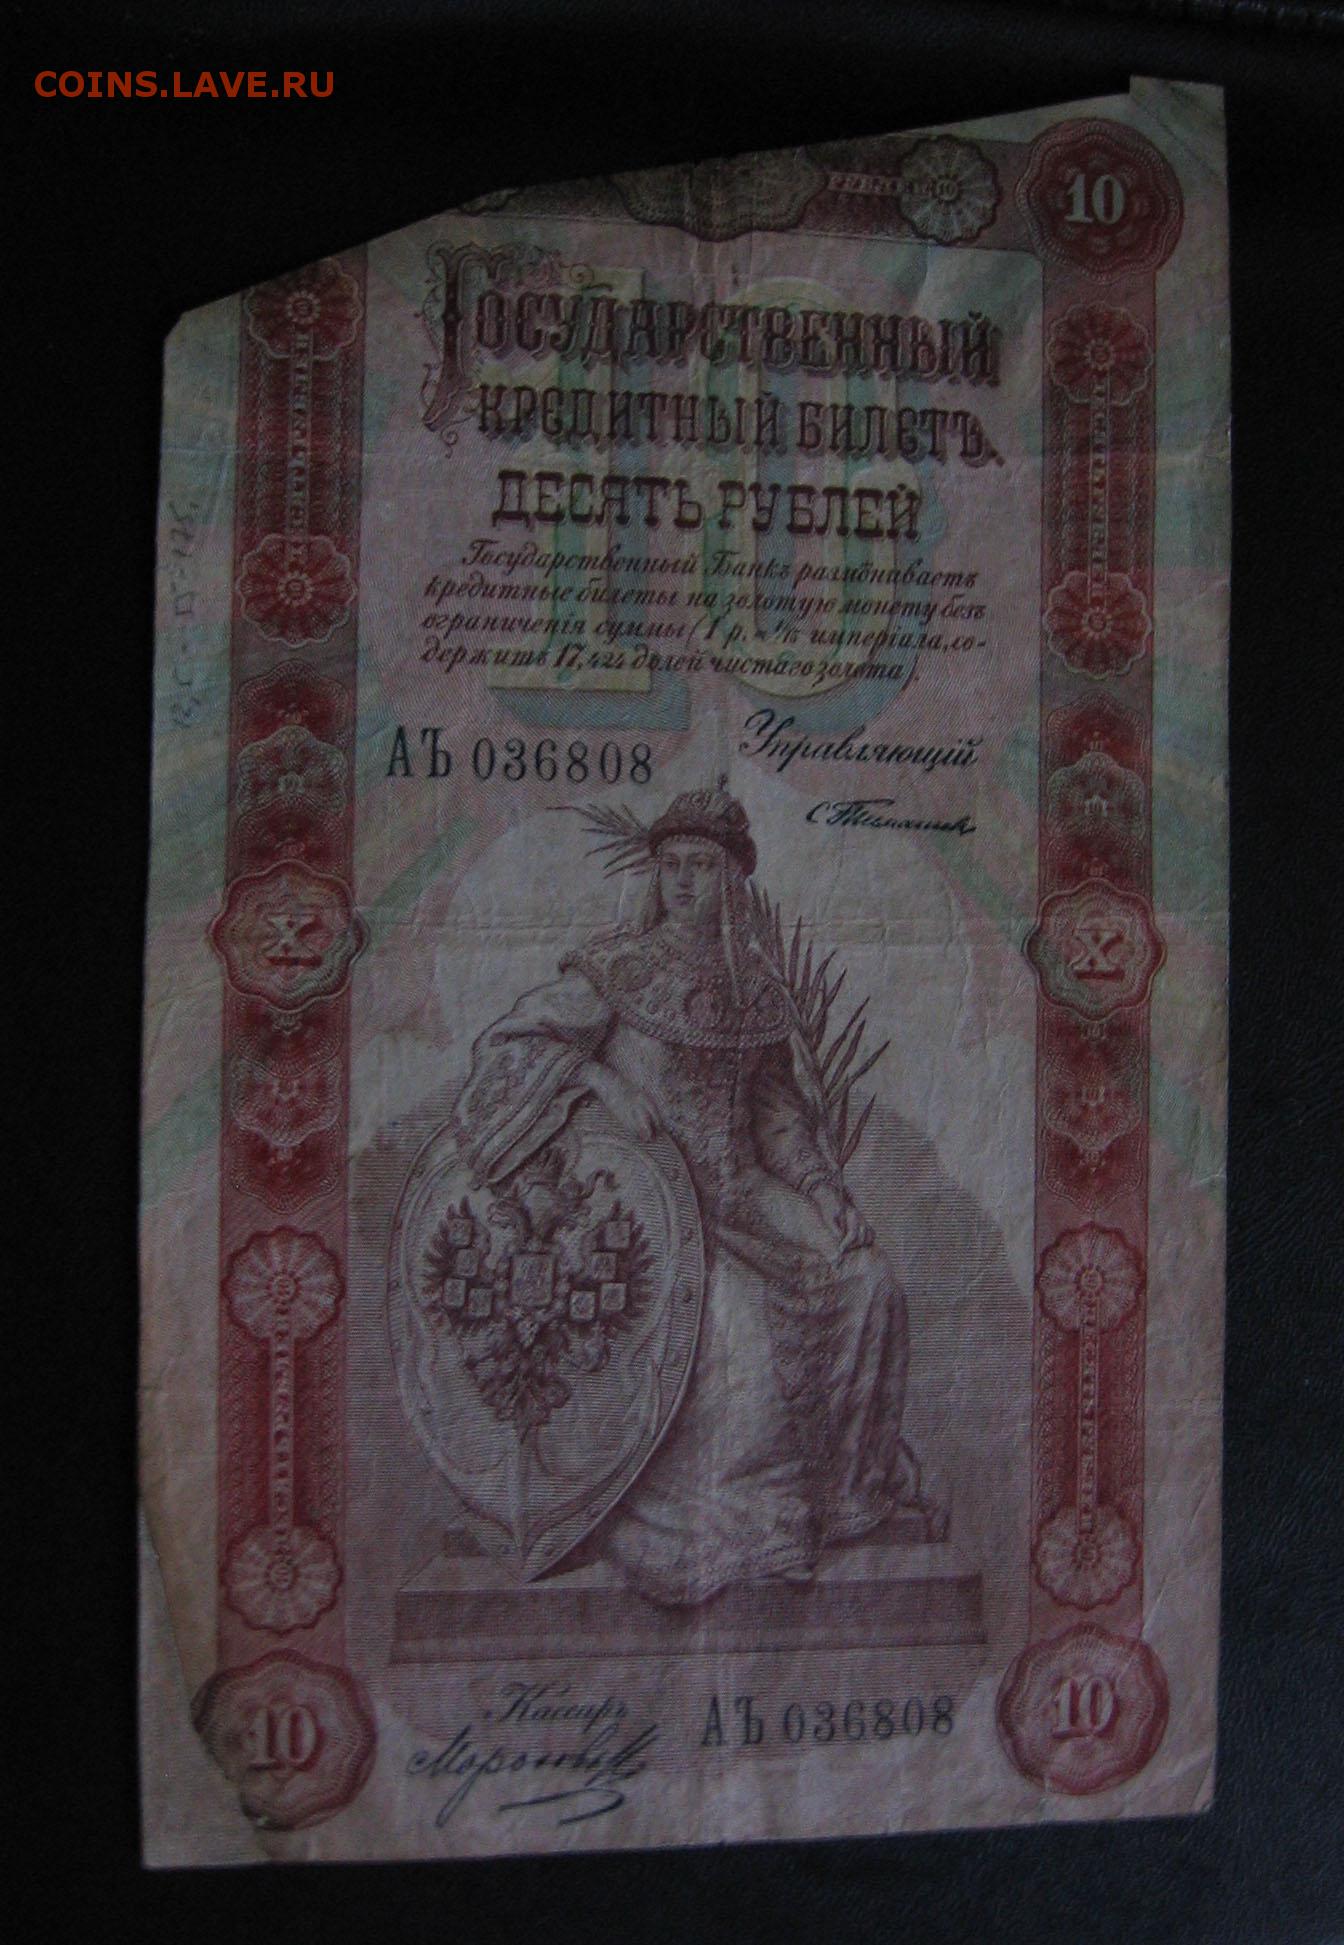 COINS.LAVE.RU
10
10
ГОСУДАРСТВЕННЫЙ
КРЕДИТНЫЙ БИЛЕТЪ.
ДЕСЯТЬ РУБЛЕЙ
Государственный Банкъ размѣниваетъ
кредитные билеты на золотую монету безъ
ограниченія суммы (1 р. = 1/15 имперіала, со-
держитъ 17,424 долей чистаго золота).
АЪ 036808
Управляющій
С Тимашевъ
X
X
Кассиръ
АЪ 036808
10
10